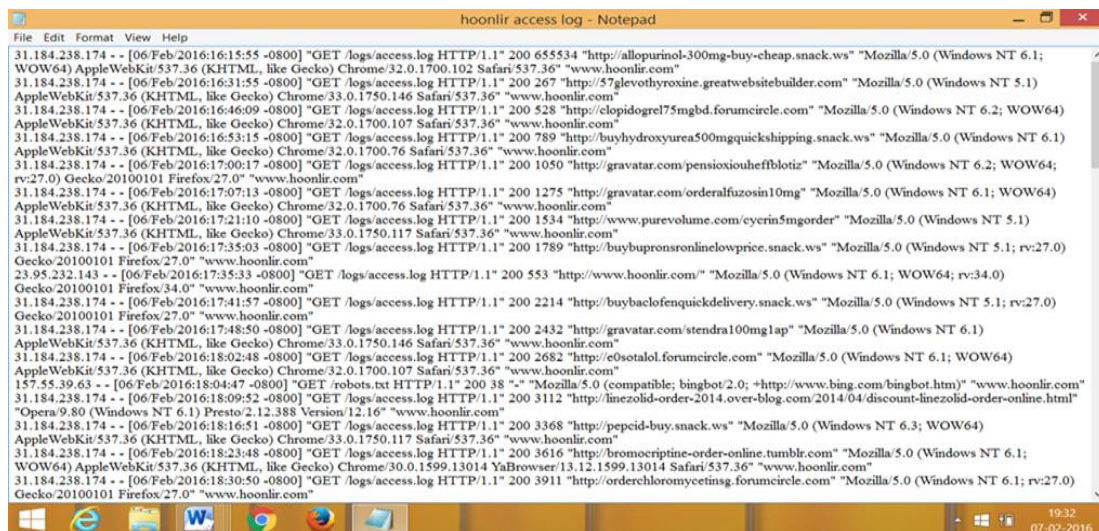 hoonlir access log - Notepad
File Edit Format View Help
31.184.238.174 - - [06/Feb/2016:16:15:55 -0800] "GET /logs/access.log HTTP/1.1" 200 655534 "http://allopurinol-300mg-buy-cheap.snack.ws" "Mozilla/5.0 (Windows NT 6.1;
WOW64) AppleWebKit/537.36 (KHTML, like Gecko) Chrome/32.0.1700.102 Safari/537.36" "www.hoonlir.com"
31.184.238.174 - - [06/Feb/2016:16:31:55 -0800] "GET /logs/access.log HTTP/1.1" 200 267 "http://57glevothyroxine.greatwebsitebuilder.com" "Mozilla/5.0 (Windows NT 5.1)
AppleWebKit/537.36 (KHTML, like Gecko) Chrome/33.0.1750.146 Safari/537.36" "www.hoonlir.com"
31.184.238.174 - - [06/Feb/2016:16:46:09 -0800] "GET /logs/access.log HTTP/1.1" 200 528 "http://clopidogrel75mgbd.forumcircle.com" "Mozilla/5.0 (Windows NT 6.2; WOW64)
AppleWebKit/537.36 (KHTML, like Gecko) Chrome/32.0.1700.107 Safari/537.36" "www.hoonlir.com"
31.184.238.174 - - [06/Feb/2016:16:53:15 -0800] "GET /logs/access.log HTTP/1.1" 200 789 "http://buyhydroxyurea500mgquickshipping.snack.ws" "Mozilla/5.0 (Windows NT 6.1)
AppleWebKit/537.36 (KHTML, like Gecko) Chrome/32.0.1700.76 Safari/537.36" "www.hoonlir.com"
31.184.238.174 - - [06/Feb/2016:17:00:17 -0800] "GET /logs/access.log HTTP/1.1" 200 1050 "http://gravatar.com/pensioxiouheffblotiz" "Mozilla/5.0 (Windows NT 6.2; WOW64;
rv:27.0) Gecko/20100101 Firefox/27.0" "www.hoonlir.com"
31.184.238.174 - - [06/Feb/2016:17:07:13 -0800] "GET /logs/access.log HTTP/1.1" 200 1275 "http://gravatar.com/orderalfuzosin10mg" "Mozilla/5.0 (Windows NT 6.1; WOW64)
AppleWebKit/537.36 (KHTML, like Gecko) Chrome/32.0.1700.76 Safari/537.36" "www.hoonlir.com"
31.184.238.174 - - [06/Feb/2016:17:21:10 -0800] "GET /logs/access.log HTTP/1.1" 200 1534 "http://www.purevolume.com/cycrin5mgorder" "Mozilla/5.0 (Windows NT 5.1)
AppleWebKit/537.36 (KHTML, like Gecko) Chrome/33.0.1750.117 Safari/537.36" "www.hoonlir.com"
31.184.238.174 - - [06/Feb/2016:17:35:03 -0800] "GET /logs/access.log HTTP/1.1" 200 1789 "http://buybupronsronlinelowprice.snack.ws" "Mozilla/5.0 (Windows NT 5.1; rv:27.0)
Gecko/20100101 Firefox/27.0" "www.hoonlir.com"
23.95.232.143 - - [06/Feb/2016:17:35:33 -0800] "GET /logs/access.log HTTP/1.1" 200 553 "http://www.hoonlir.com/" "Mozilla/5.0 (Windows NT 6.1; WOW64; rv:34.0)
Gecko/20100101 Firefox/34.0" "www.hoonlir.com"
31.184.238.174 - - [06/Feb/2016:17:41:57 -0800] "GET /logs/access.log HTTP/1.1" 200 2214 "http://buybaclofenquickdelivery.snack.ws" "Mozilla/5.0 (Windows NT 5.1; rv:27.0)
Gecko/20100101 Firefox/27.0" "www.hoonlir.com"
31.184.238.174 - - [06/Feb/2016:17:48:50 -0800] "GET /logs/access.log HTTP/1.1" 200 2432 "http://gravatar.com/stendra100mg1ap" "Mozilla/5.0 (Windows NT 6.1)
AppleWebKit/537.36 (KHTML, like Gecko) Chrome/33.0.1750.146 Safari/537.36" "www.hoonlir.com"
31.184.238.174 - - [06/Feb/2016:18:02:48 -0800] "GET /logs/access.log HTTP/1.1" 200 2682 "http://e0sotalol.forumcircle.com" "Mozilla/5.0 (Windows NT 6.1; WOW64)
AppleWebKit/537.36 (KHTML, like Gecko) Chrome/32.0.1700.107 Safari/537.36" "www.hoonlir.com"
157.55.39.63 - - [06/Feb/2016:18:04:47 -0800] "GET /robots.txt HTTP/1.1" 200 38 "-" "Mozilla/5.0 (compatible; bingbot/2.0; +http://www.bing.com/bingbot.htm)" "www.hoonlir.com"
31.184.238.174 - - [06/Feb/2016:18:09:52 -0800] "GET /logs/access.log HTTP/1.1" 200 3112 "http://linezolid-order-2014.over-blog.com/2014/04/discount-linezolid-order-online.html"
"Opera/9.80 (Windows NT 6.1) Presto/2.12.388 Version/12.16" "www.hoonlir.com"
31.184.238.174 - - [06/Feb/2016:18:16:51 -0800] "GET /logs/access.log HTTP/1.1" 200 3368 "http://pepcid-buy.snack.ws" "Mozilla/5.0 (Windows NT 6.3; WOW64)
AppleWebKit/537.36 (KHTML, like Gecko) Chrome/33.0.1750.117 Safari/537.36" "www.hoonlir.com"
31.184.238.174 - - [06/Feb/2016:18:23:48 -0800] "GET /logs/access.log HTTP/1.1" 200 3616 "http://bromocriptine-order-online.tumblr.com" "Mozilla/5.0 (Windows NT 6.1;
WOW64) AppleWebKit/537.36 (KHTML, like Gecko) Chrome/30.0.1599.13014 YaBrowser/13.12.1599.13014 Safari/537.36" "www.hoonlir.com"
31.184.238.174 - - [06/Feb/2016:18:30:50 -0800] "GET /logs/access.log HTTP/1.1" 200 3911 "http://orderchloromycetinsg.forumcircle.com" "Mozilla/5.0 (Windows NT 6.1; rv:27.0)
Gecko/20100101 Firefox/27.0" "www.hoonlir.com"
19:32
07-02-2016